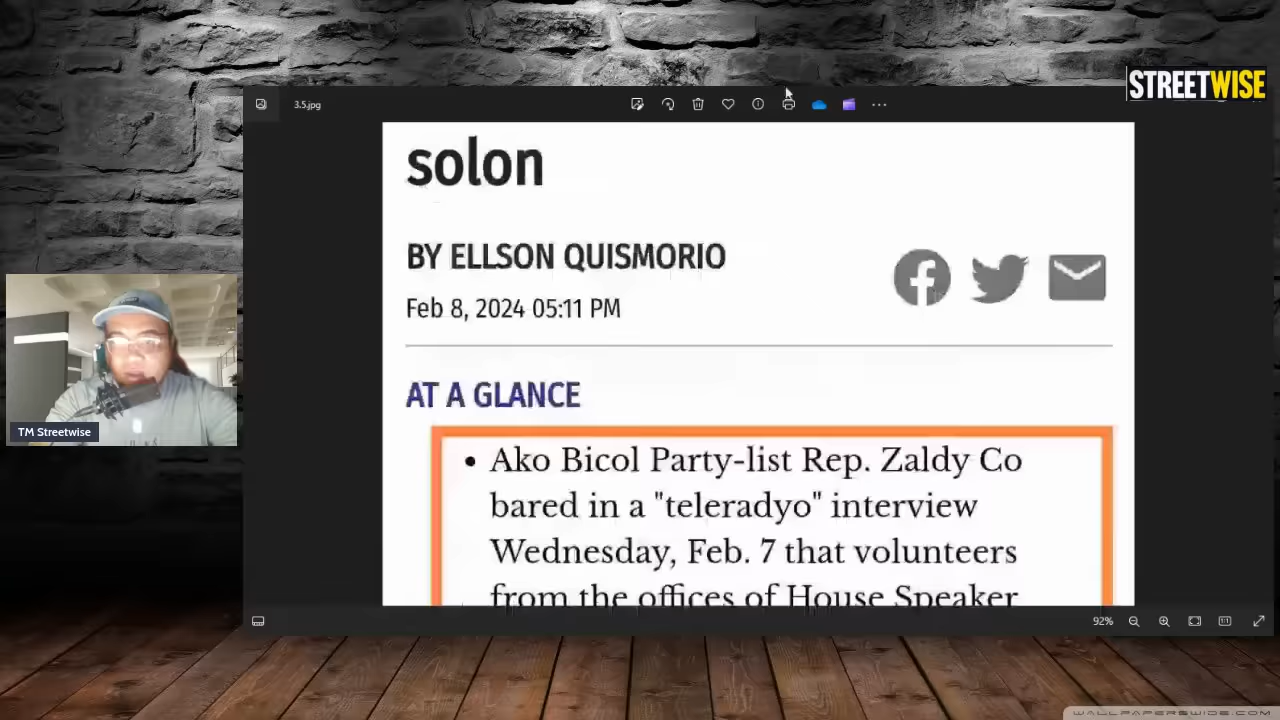 STREETWISE
3.5.jpg
solon
BY ELLSON QUISMORIO
Feb 8, 2024 05:11 PM
AT A GLANCE
• Ako Bicol Party-list Rep. Zaldy Co
bared in a "teleradyo" interview
Wednesday, Feb. 7 that volunteers
from the offices of House Speaker
TM Streetwise
92%
WALLPAPERSWIDE.COM